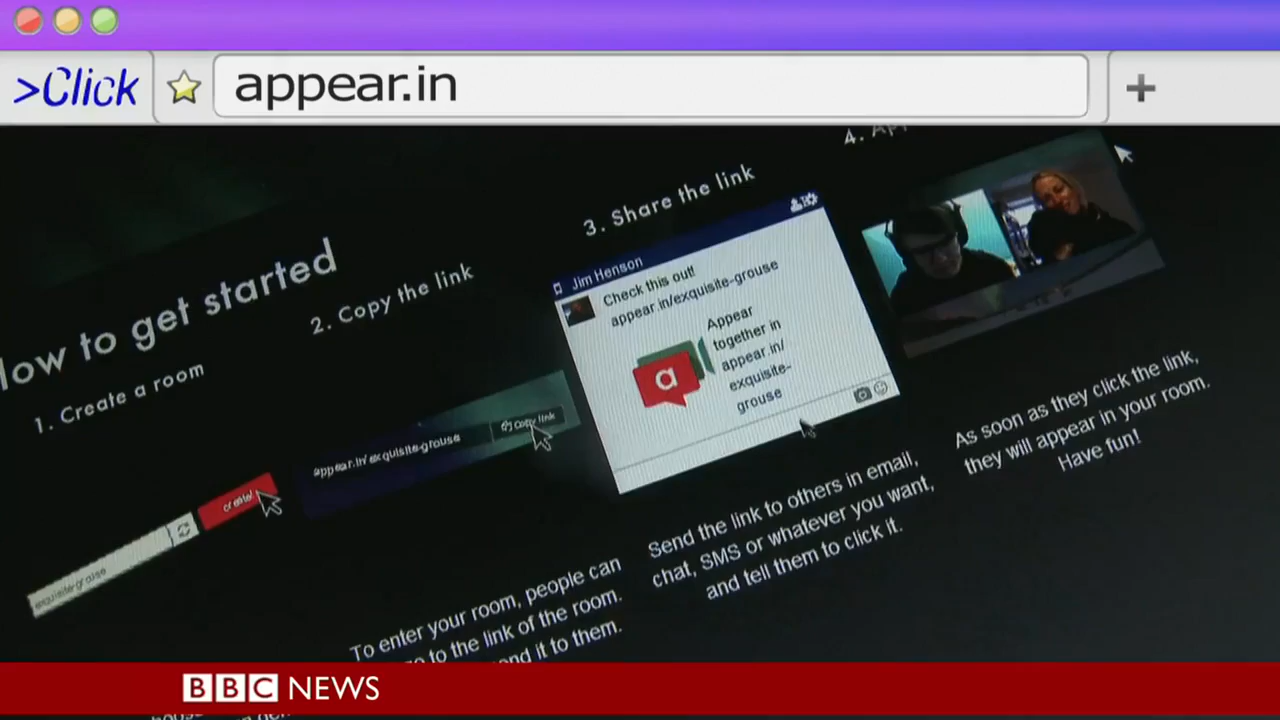 >Click
appear.in
How to get started
1. Create a room
exquisite-grouse
create!
2. Copy the link
appear.in/exquisite-grouse
Copy link
To enter your room, people can
to the link of the room.
it to them.
3. Share the link
Jim Henson
Check this out!
appear.in/exquisite-grouse
a
Appear
together in
appear.in/
exquisite-
grouse
Send the link to others in email,
chat, SMS or whatever you want,
and tell them to click it.
4.
As soon as they click the link,
they will appear in your room.
Have fun!
BBC NEWS